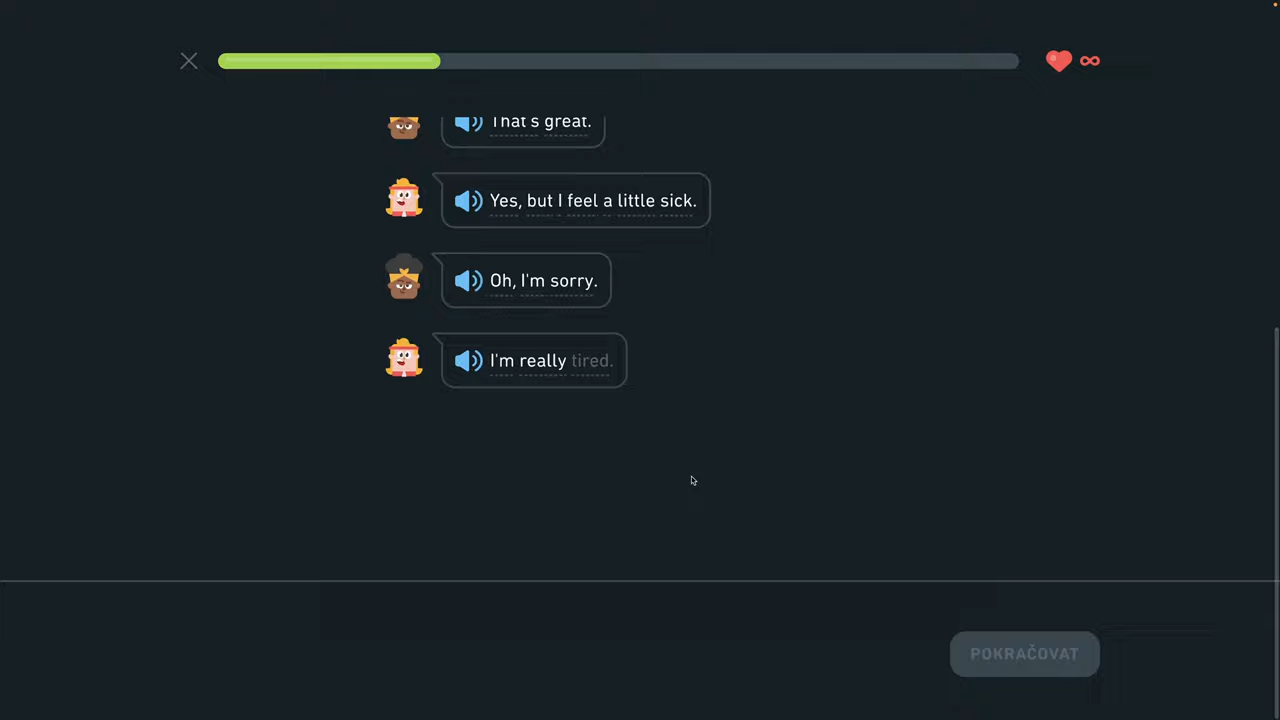 That's great.
Yes, but I feel a little sick.
Oh, I'm sorry.
I'm really tired.
POKRAČOVAT